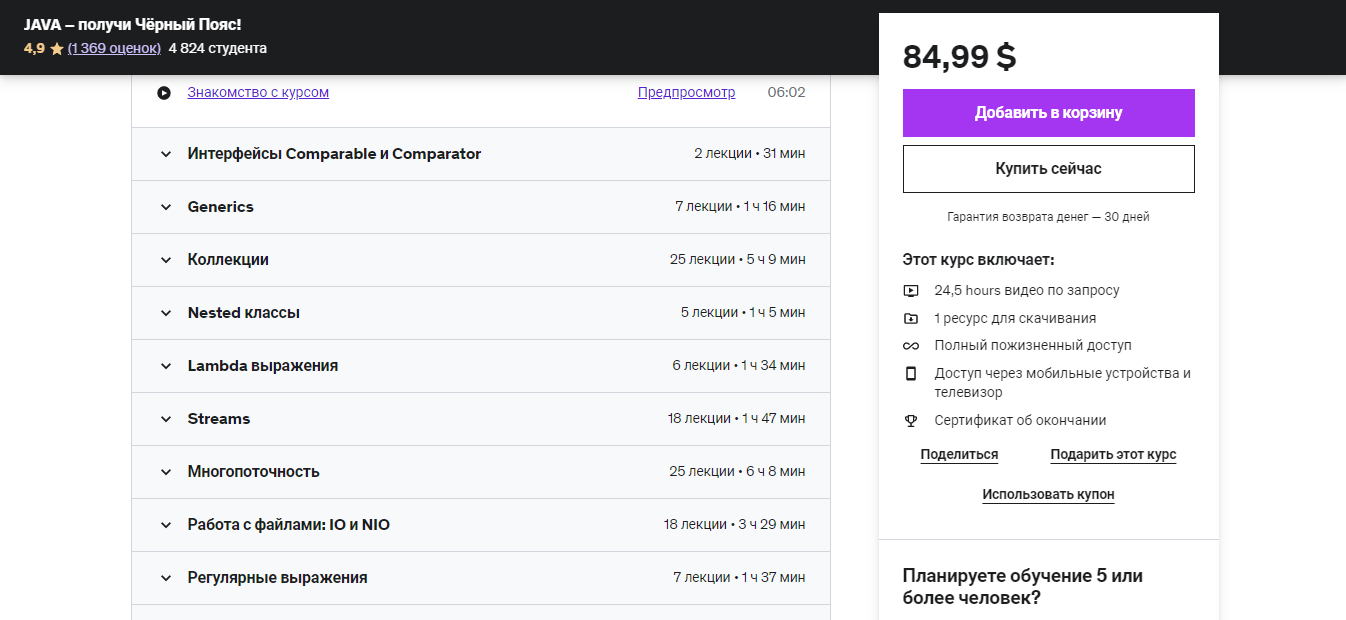 JAVA – получи Чёрный Пояс!
4,9 (1 369 оценок) 4 824 студента
Знакомство с курсом Предпросмотр 06:02
Интерфейсы Comparable и Comparator 2 лекции • 31 мин
Generics 7 лекции • 1 ч 16 мин
Коллекции 25 лекции • 5 ч 9 мин
Nested классы 5 лекции • 1 ч 5 мин
Lambda выражения 6 лекции • 1 ч 34 мин
Streams 18 лекции • 1 ч 47 мин
Многопоточность 25 лекции • 6 ч 8 мин
Работа с файлами: IO и NIO 18 лекции • 3 ч 29 мин
Регулярные выражения 7 лекции • 1 ч 37 мин
84,99 $
Добавить в корзину
Купить сейчас
Гарантия возврата денег — 30 дней
Этот курс включает:
24,5 hours видео по запросу
1 ресурс для скачивания
Полный пожизненный доступ
Доступ через мобильные устройства и
телевизор
Сертификат об окончании
Поделиться Подарить этот курс
Использовать купон
Планируете обучение 5 или
более человек?